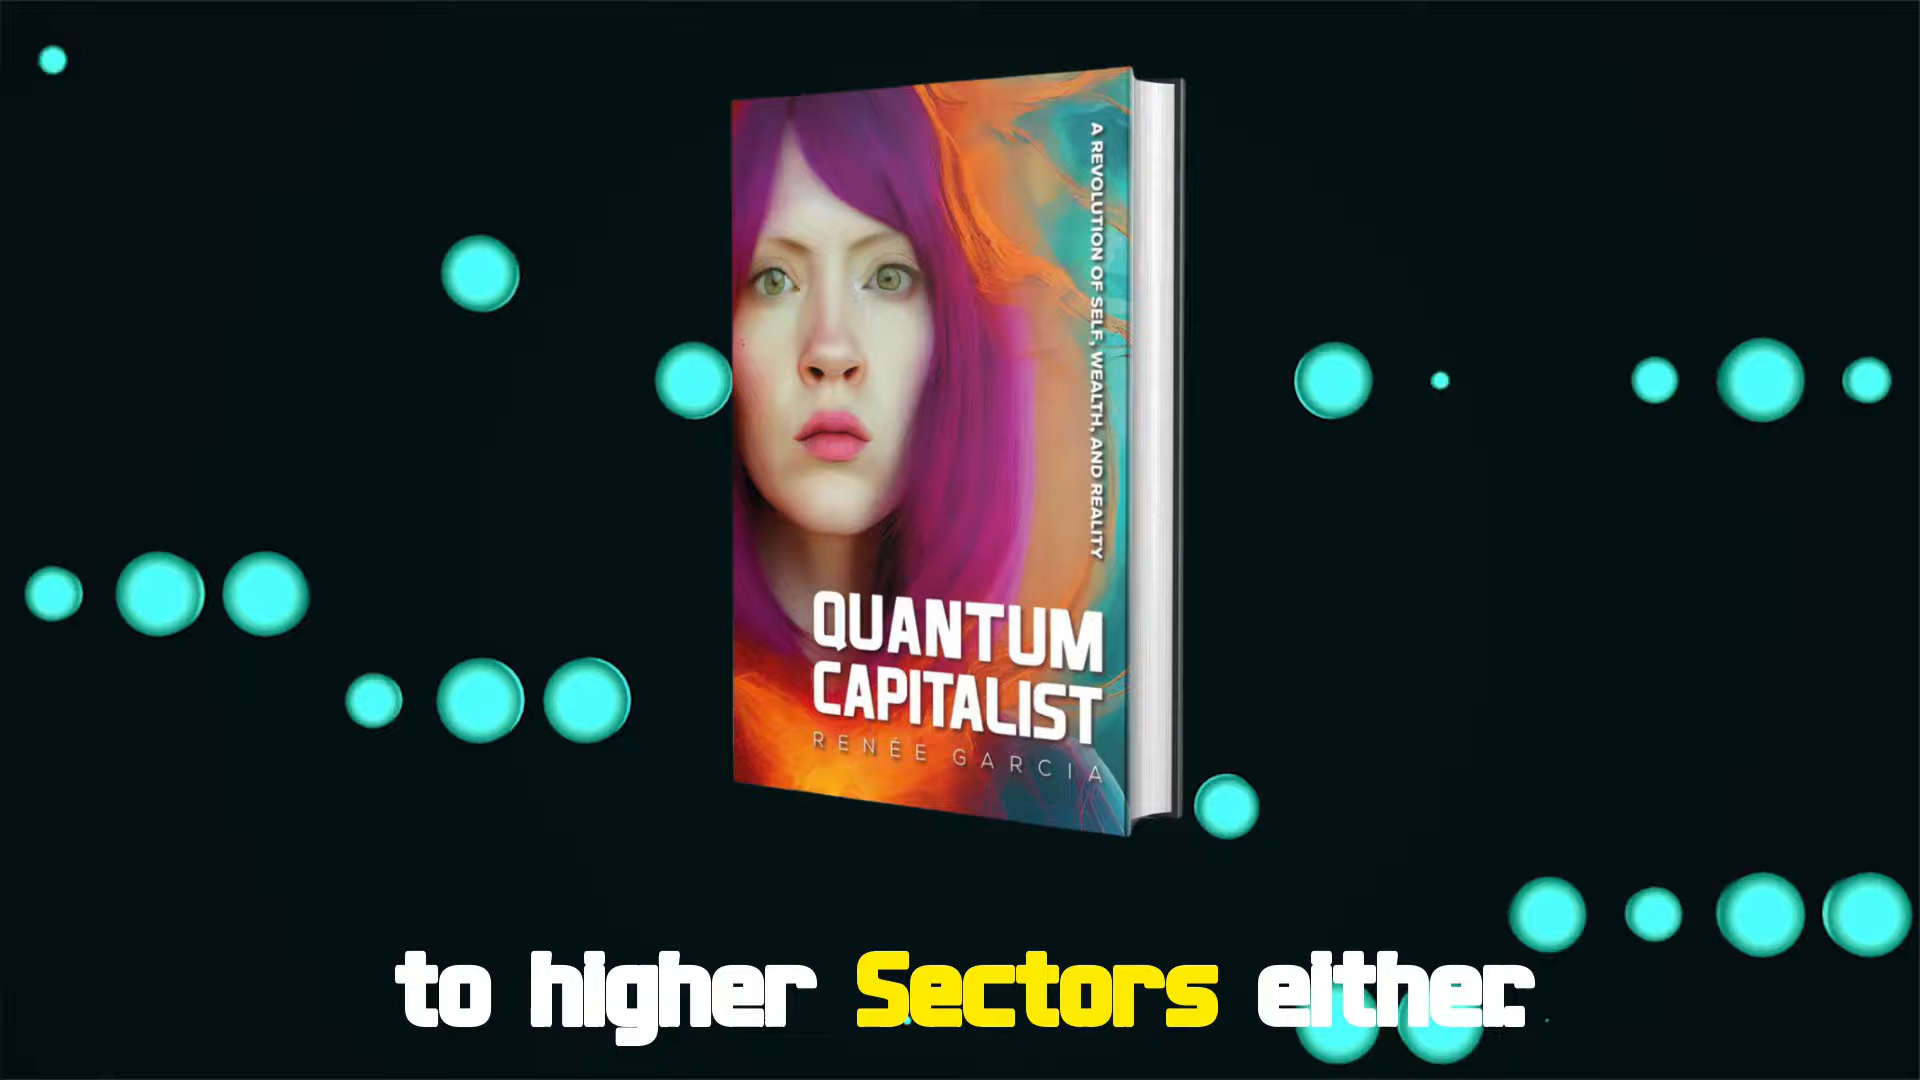 A REVOLUTION OF SELF, WEALTH, AND REALITY
QUANTUM
CAPITALIST
RENÉE GARCIA
to higher Sectors either.